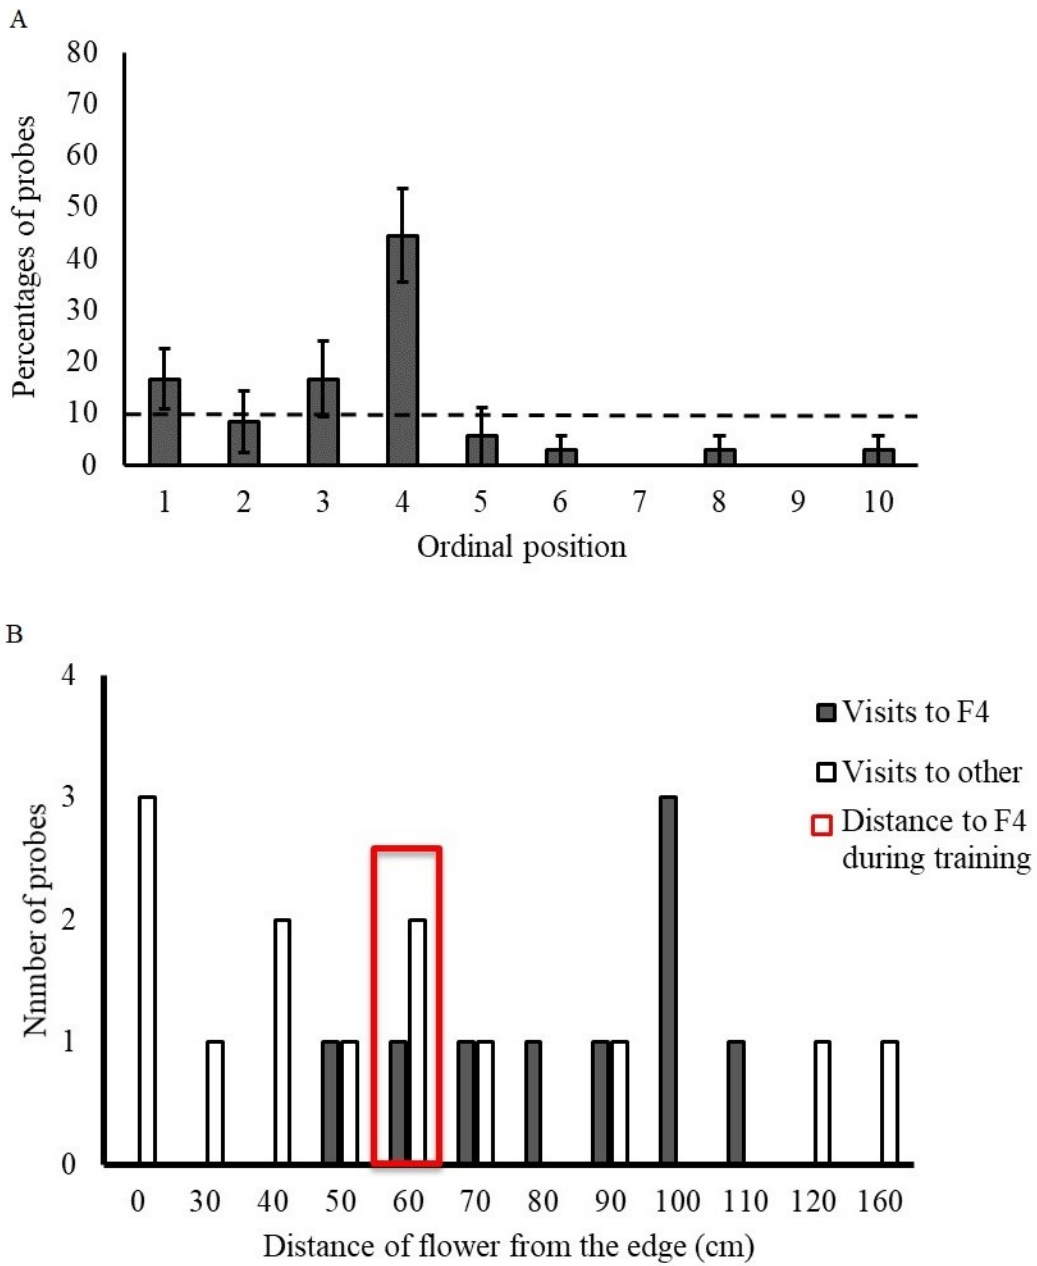 A
80
70
60
50
40
30
20
10
0
Percentages of probes
1 2 3 4 5 6 7 8 9 10
Ordinal position
B
4
3
2
1
0
Nnmber of probes
Visits to F4
Visits to other
Distance to F4
during training
0 30 40 50 60 70 80 90 100 110 120 160
Distance of flower from the edge (cm)